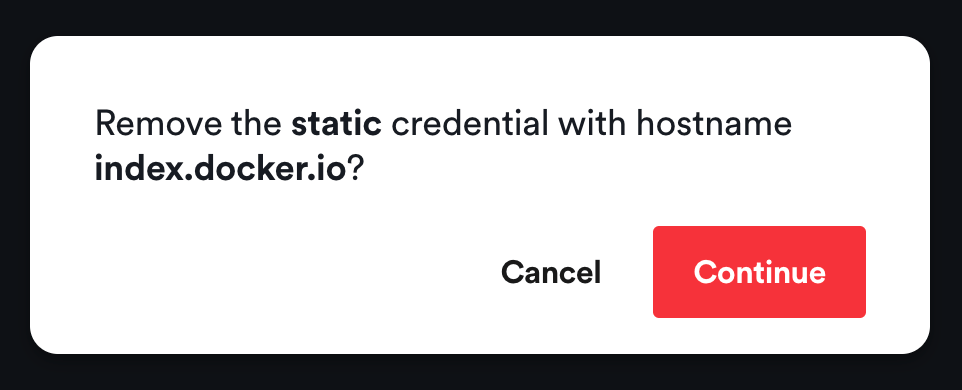 Remove the static credential with hostname
index.docker.io?
Cancel
Continue